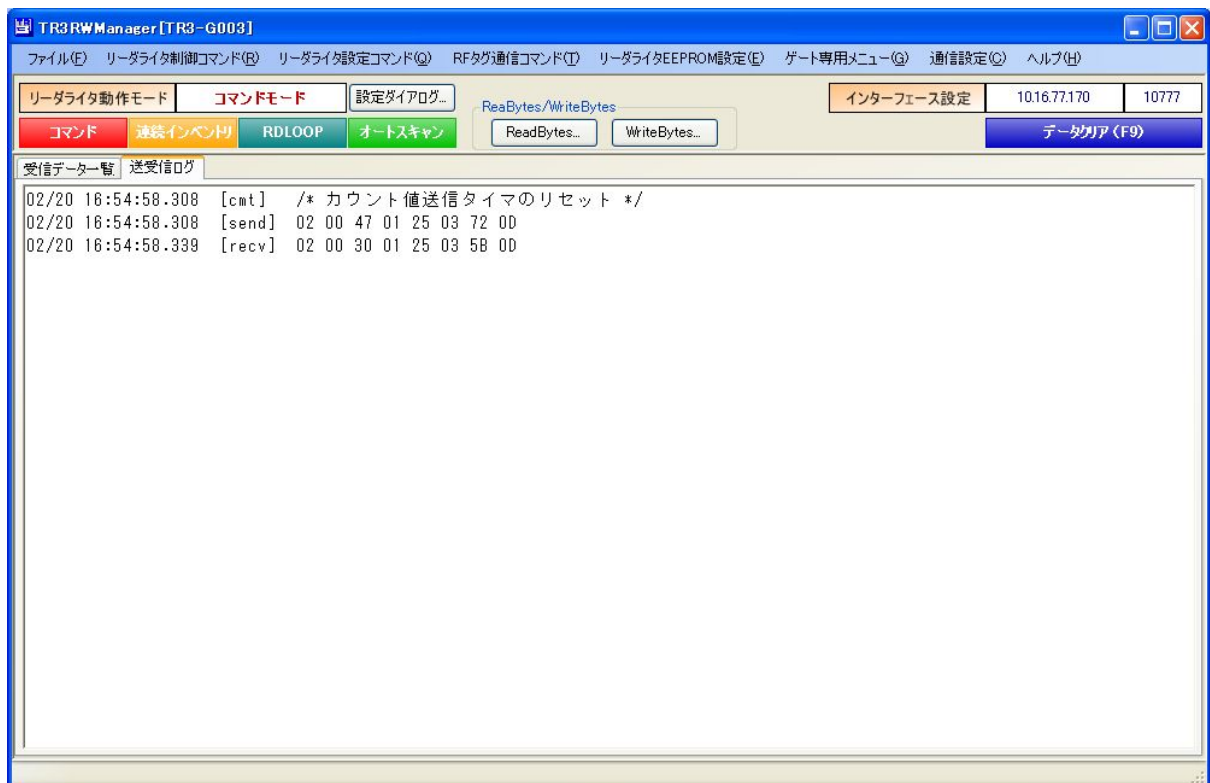 TR3RWManager[TR3-G003]
ファイル(F) リーダライタ制御コマンド(R) リーダライタ設定コマンド(Q) RFタグ通信コマンド(T) リーダライタEEPROM設定(E) ゲート専用メニュー(G) 通信設定(C) ヘルプ(H)
リーダライタ動作モード コマンドモード 設定ダイアログ... ReaBytes/WriteBytes インターフェース設定 10.16.77.170 10777
コマンド 連続インベントリ RDLOOP オートスキャン ReadBytes... WriteBytes... データクリア(F9)
受信データ一覧 送受信ログ
02/20 16:54:58.308 [cmt] /* カウント値送信タイマのリセット */
02/20 16:54:58.308 [send] 02 00 47 01 25 03 72 0D
02/20 16:54:58.339 [recv] 02 00 30 01 25 03 5B 0D